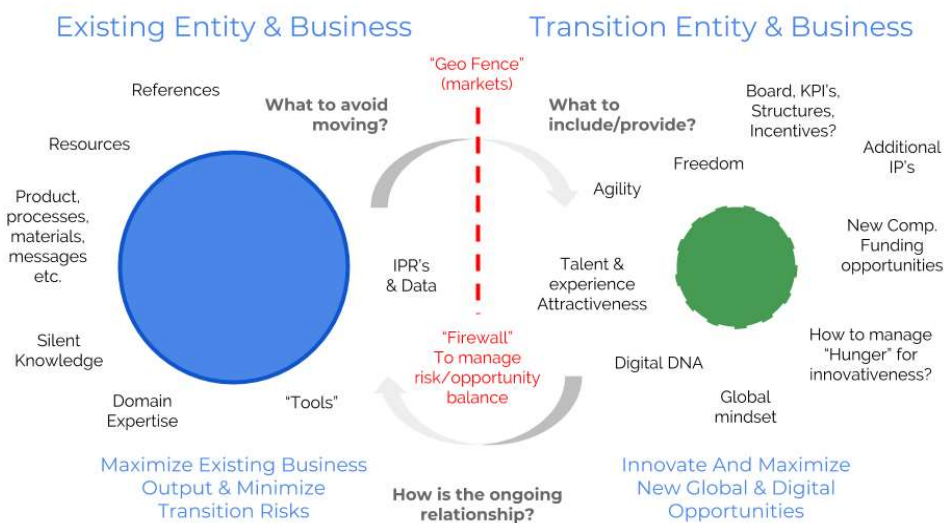 Existing Entity & Business
Transition Entity & Business
"Geo Fence"
(markets)
References
What to avoid
moving?
What to
include/provide?
Board, KPI's,
Structures,
Incentives?
Resources
Freedom
Additional
IP's
Agility
Product,
processes,
materials,
messages
etc.
New Comp.
Funding
opportunities
IPR's
& Data
Talent &
experience
Attractiveness
Silent
Knowledge
"Firewall"
To manage
risk/opportunity
balance
How to manage
"Hunger" for
innovativeness?
Digital DNA
Domain
Expertise
"Tools"
Global
mindset
Maximize Existing Business
Output & Minimize
Transition Risks
Innovate And Maximize
New Global & Digital
Opportunities
How is the ongoing
relationship?